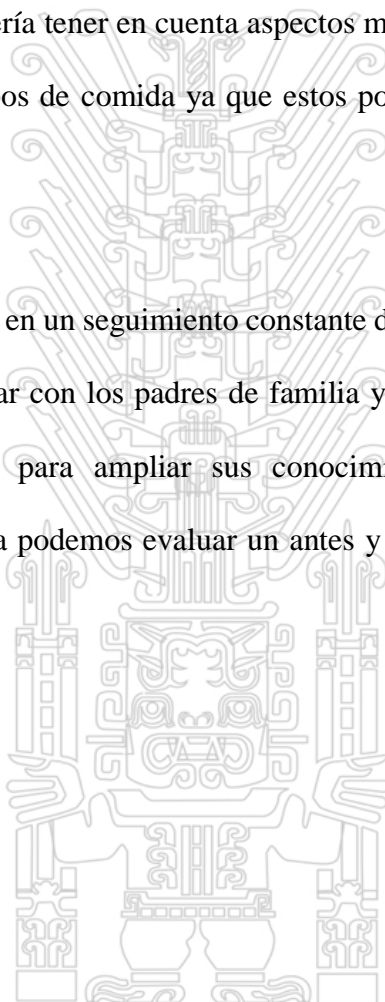 ería tener en cuenta aspectos m
os de comida ya que estos po
en un seguimiento constante d
ar con los padres de familia y
para ampliar sus conocimi
a podemos evaluar un antes y